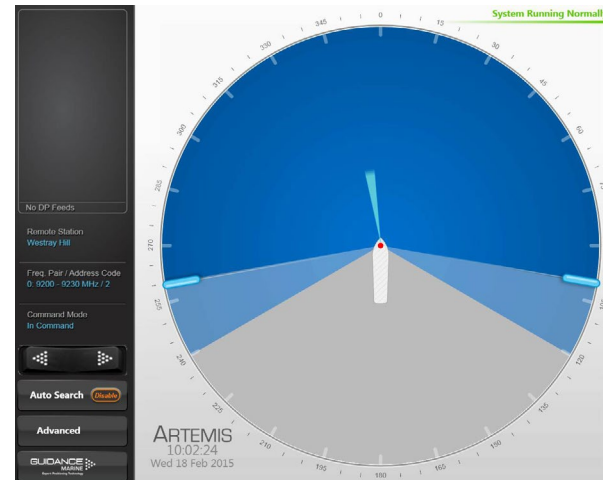 System Running Normall
No DP Feeds
Remote Station
Westray Hill
Freq. Pair / Address Code
0: 9200 - 9230 MHz / 2
Command Mode
In Command
Auto Search Disable
Advanced
GUIDANCE
MARINE
ARTEMIS
10:02:24
Wed 18 Feb 2015
0
15
30
45
60
120
135
150
165
180
195
210
225
240
255
270
285
300
315
330
345